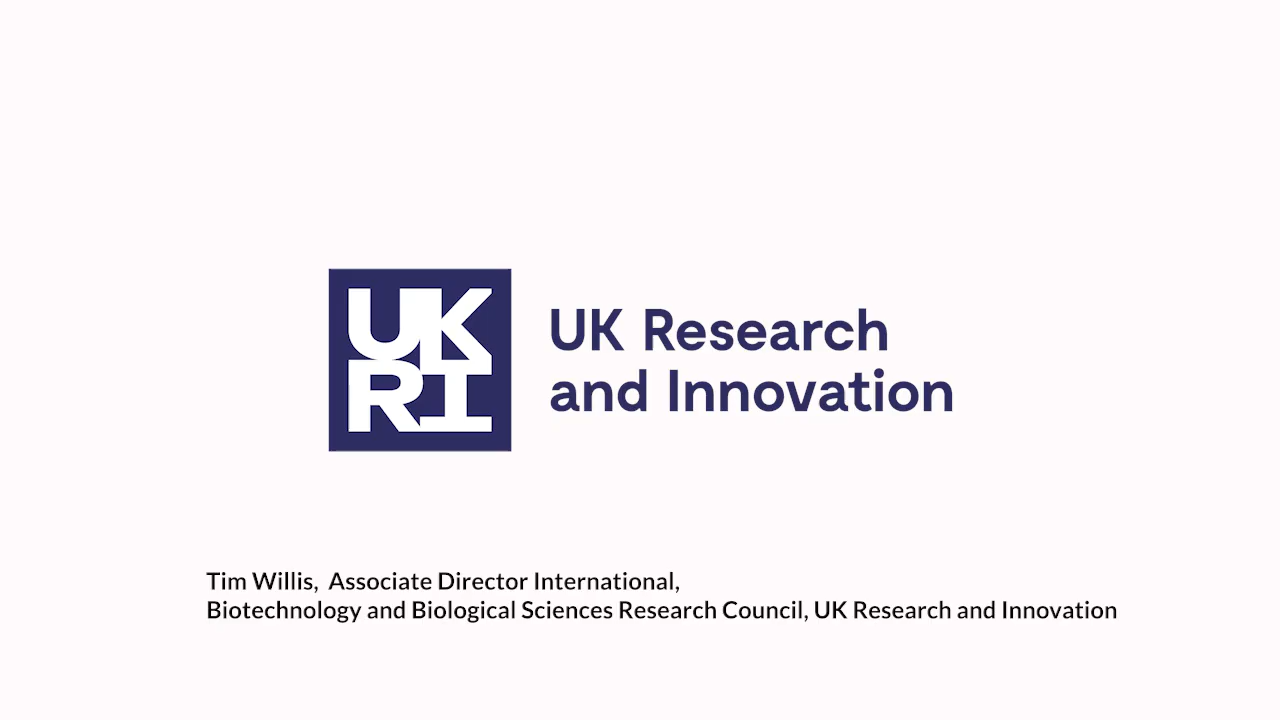 UK
RI
UK Research
and Innovation
Tim Willis,  Associate Director International,
Biotechnology and Biological Sciences Research Council, UK Research and Innovation